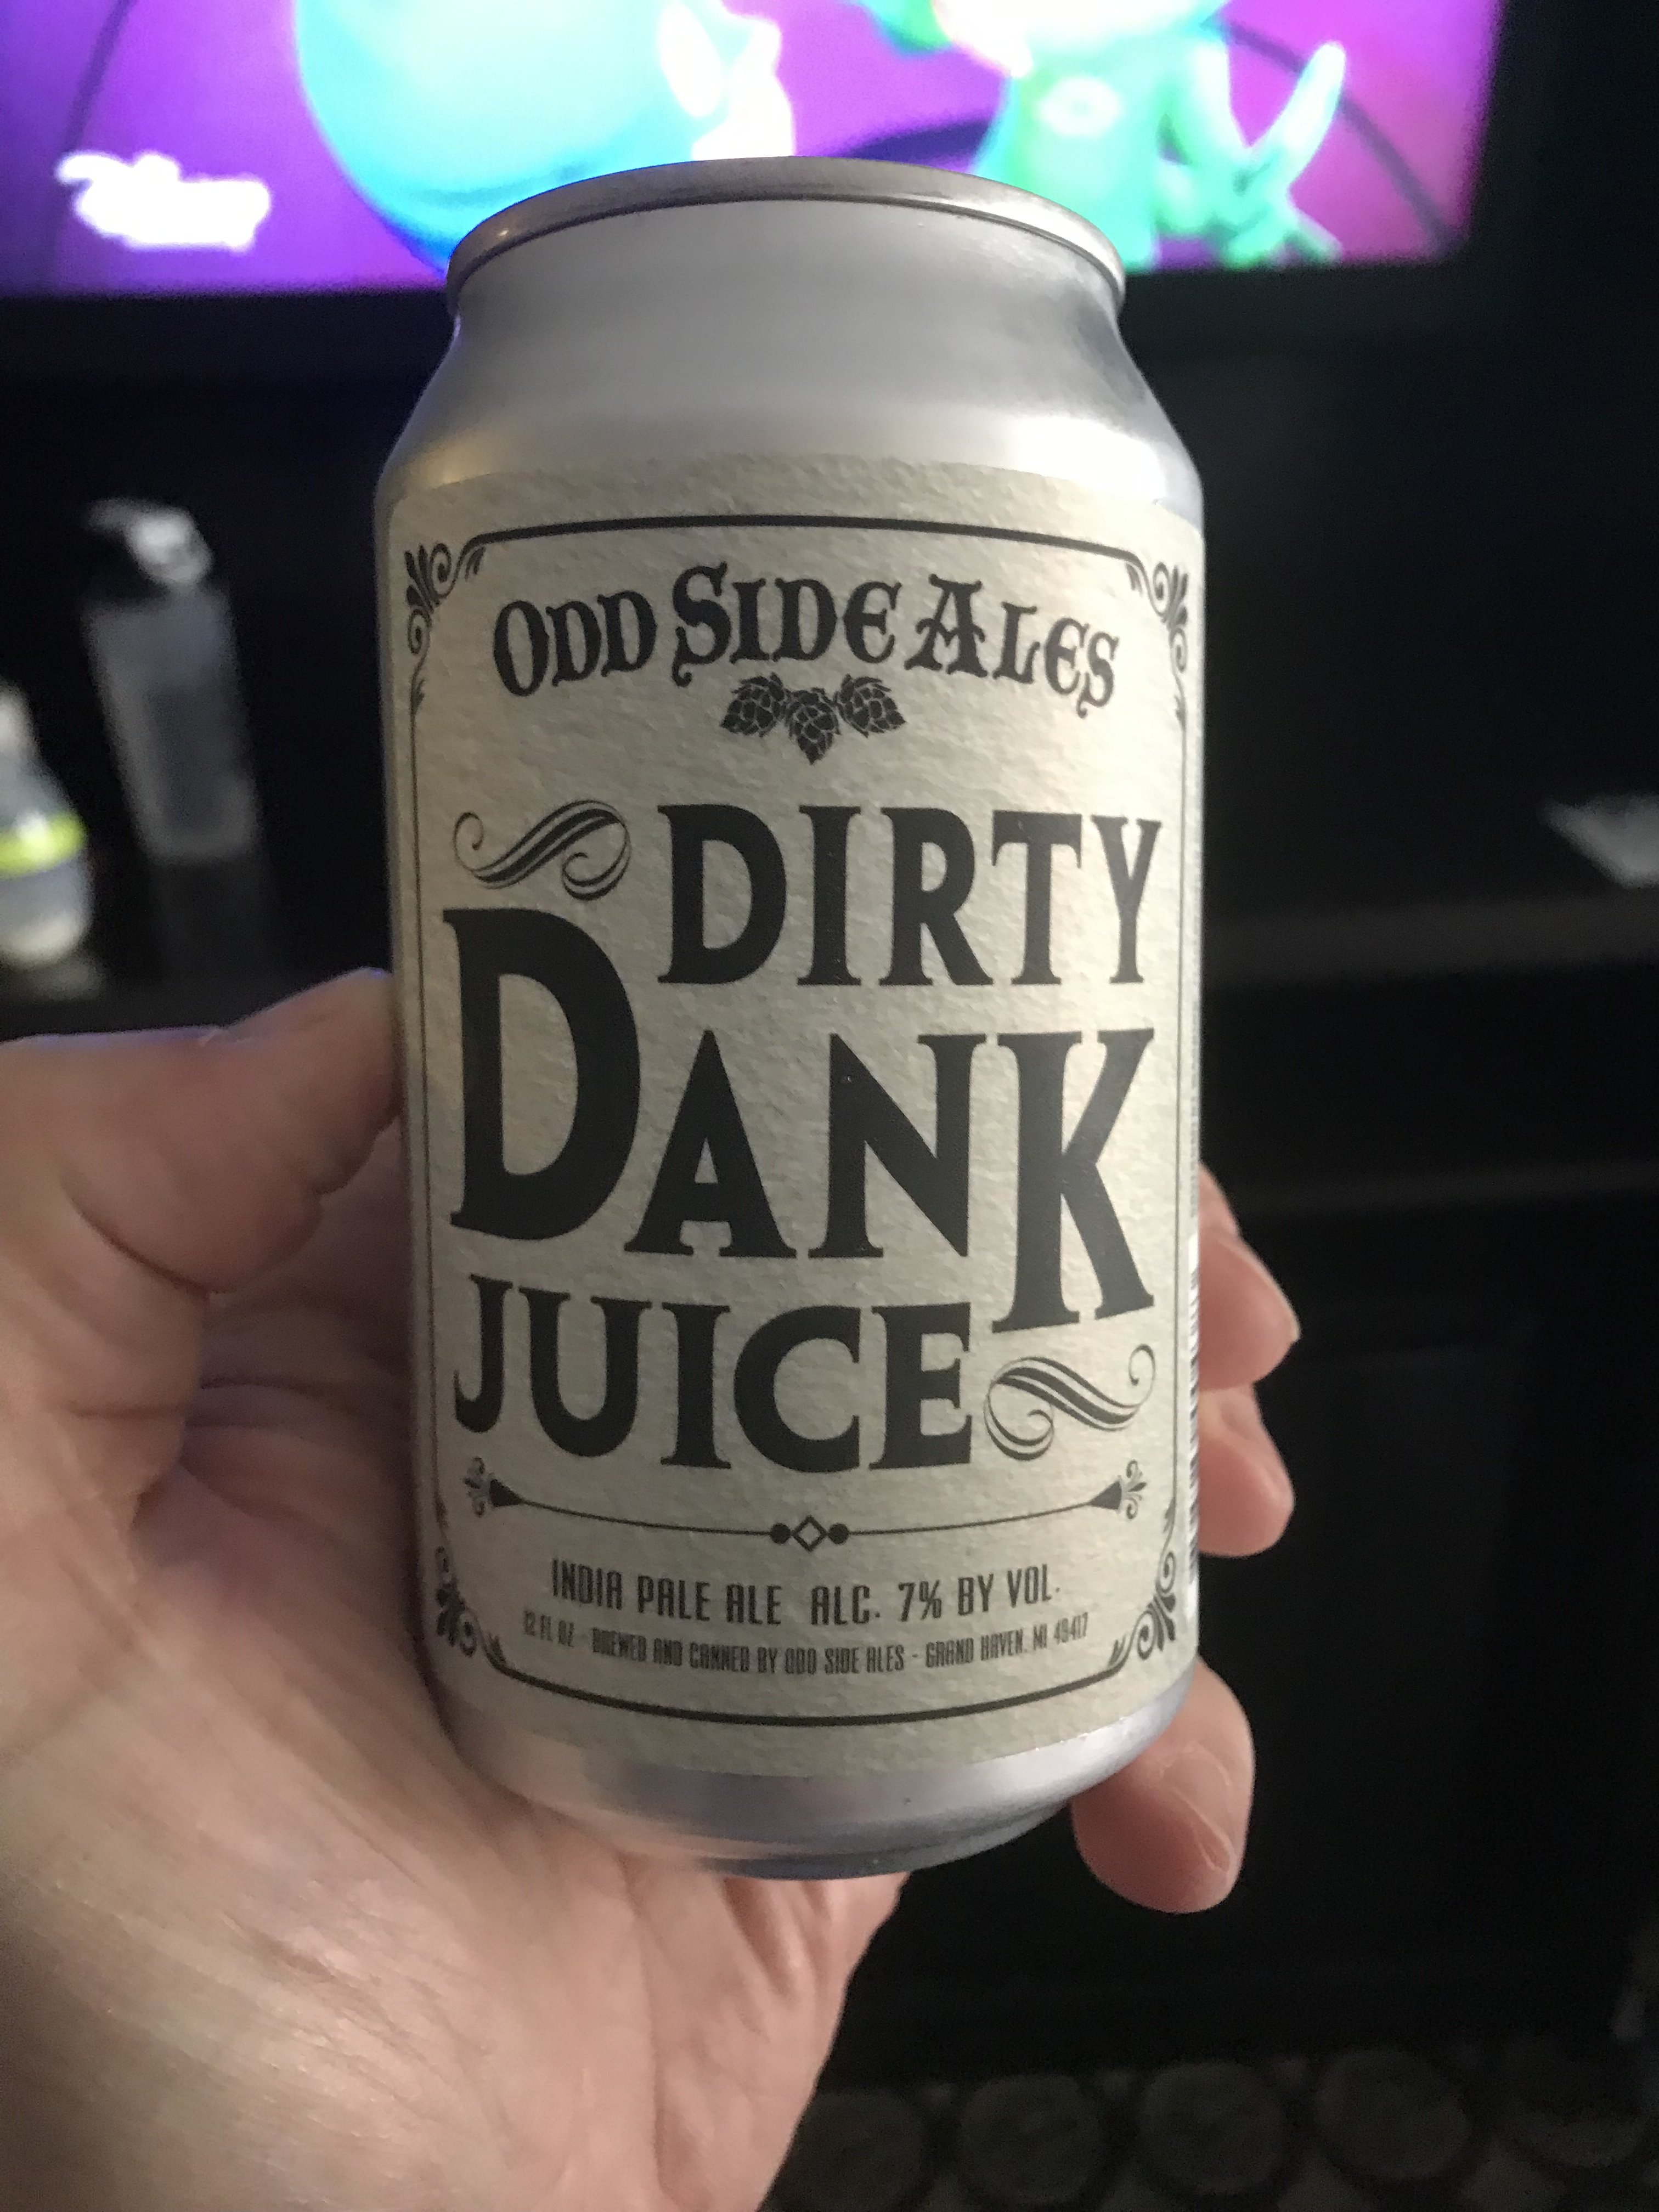 ODD SIDE ALES
DIRTY
DANK
JUICE
INDIA PALE ALE ALC. 7% BY VOL.
12 FL OZ - BREWED AND CANNED BY ODD SIDE ALES - GRAND HAVEN, MI 49417